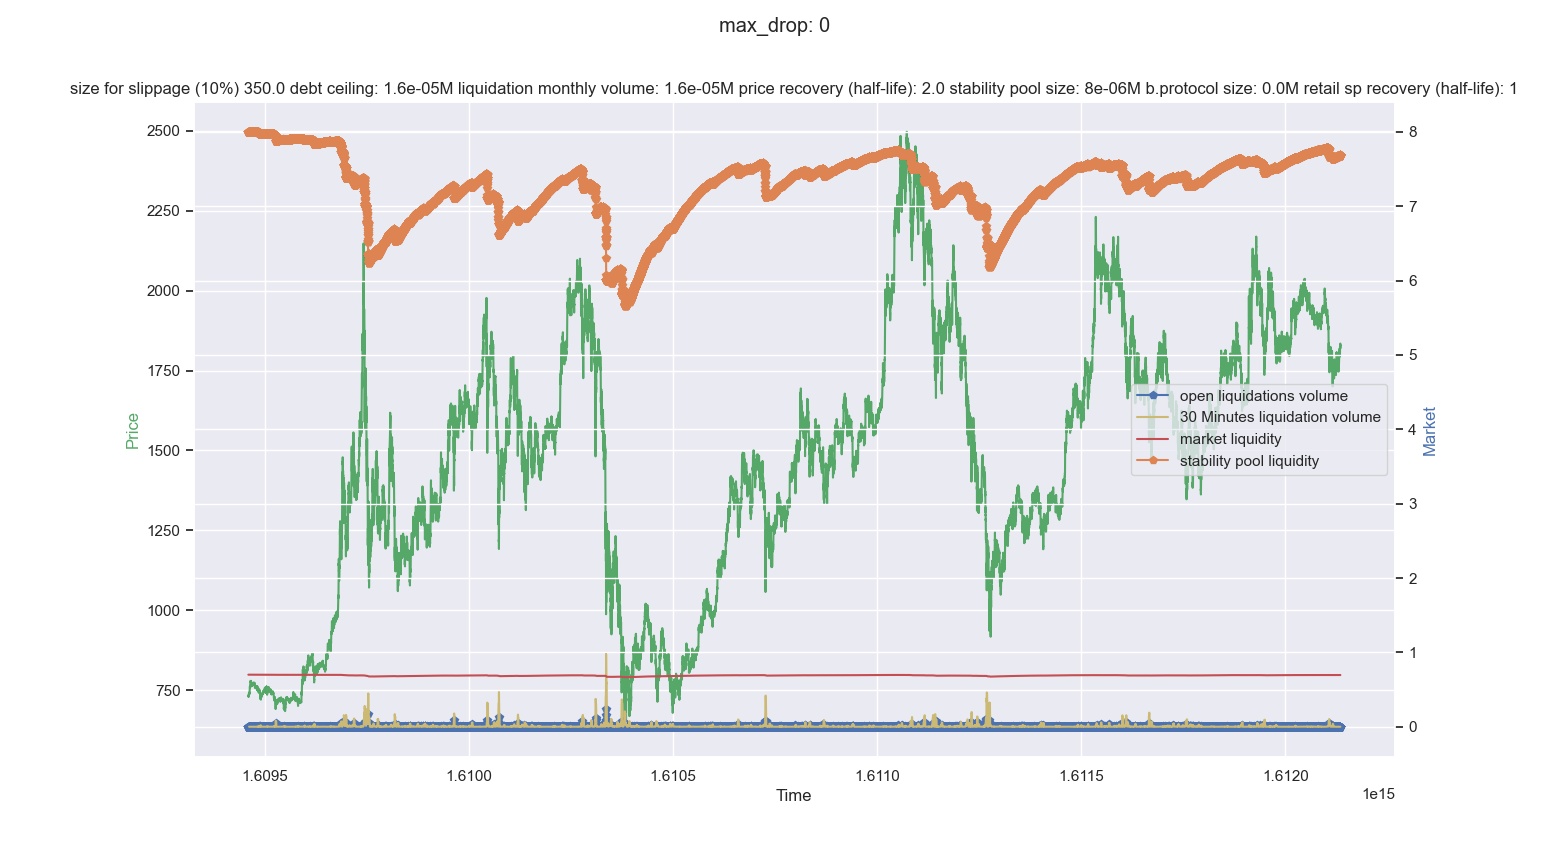 max_drop: 0
size for slippage (10%) 350.0 debt ceiling: 1.6e-05M liquidation monthly volume: 1.6e-05M price recovery (half-life): 2.0 stability pool size: 8e-06M b.protocol size: 0.0M retail sp recovery (half-life): 1
2500
2250
2000
1750
1500
1250
1000
750
Price
8
7
6
5
4
3
2
1
0
Market
open liquidations volume
30 Minutes liquidation volume
market liquidity
stability pool liquidity
1.6095 1.6100 1.6105 1.6110 1.6115 1.6120
1e15
Time